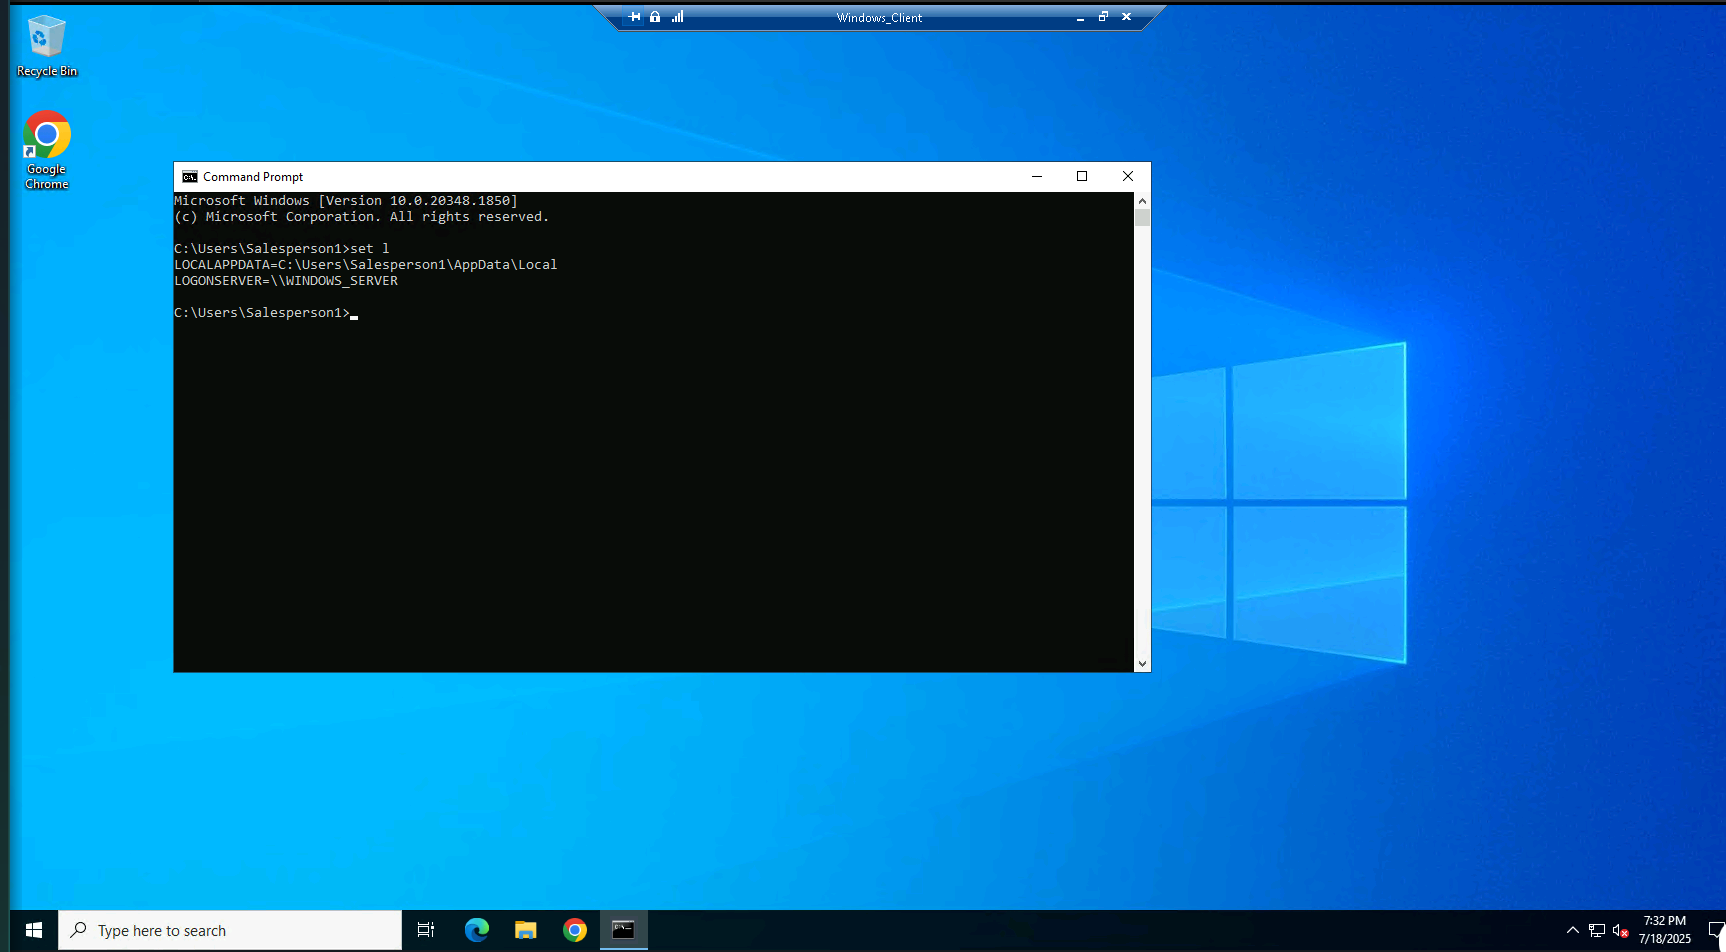 Windows_Client
Recycle Bin
Google
Chrome
Command Prompt
Microsoft Windows [Version 10.0.20348.1850]
(c) Microsoft Corporation. All rights reserved.
C:\Users\Salesperson1>set l
LOCALAPPDATA=C:\Users\Salesperson1\AppData\Local
LOGONSERVER=\\WINDOWS_SERVER
C:\Users\Salesperson1>
Type here to search
7:32 PM
7/18/2025